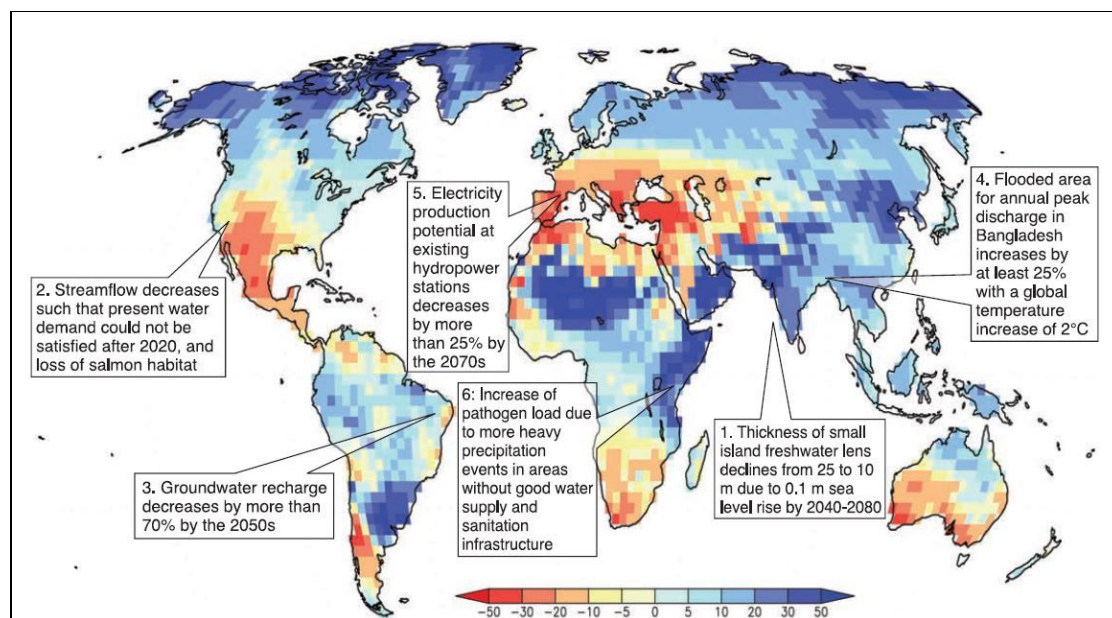 5. Electricity
production
potential at
existing
hydropower
stations
decreases
by more
than 25% by
the 2070s
4. Flooded area
for annual peak
discharge in
Bangladesh
increases by
at least 25%
with a global
temperature
increase of 2°C
2. Streamflow decreases
such that present water
demand could not be
satisfied after 2020, and
loss of salmon habitat
6: Increase of
pathogen load due
to more heavy
precipitation
events in areas
without good water
supply and
sanitation
infrastructure
1. Thickness of small
island freshwater lens
declines from 25 to 10
m due to 0.1 m sea
level rise by 2040-2080
3. Groundwater recharge
decreases by more than
70% by the 2050s
-50 -30 -20 -10 -5 0 5 10 20 30 50